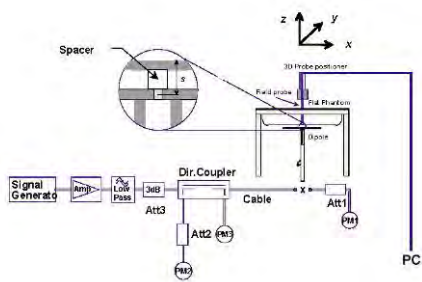 z
y
x
Spacer
s
3D Probe positioner
Field probe
Flat Phantom
Dipole
Signal
Generato
Amp
Low
Pass
3dB
Att3
Dir.Coupler
Att2
PM3
PM2
Cable
x
Att1
PM1
PC